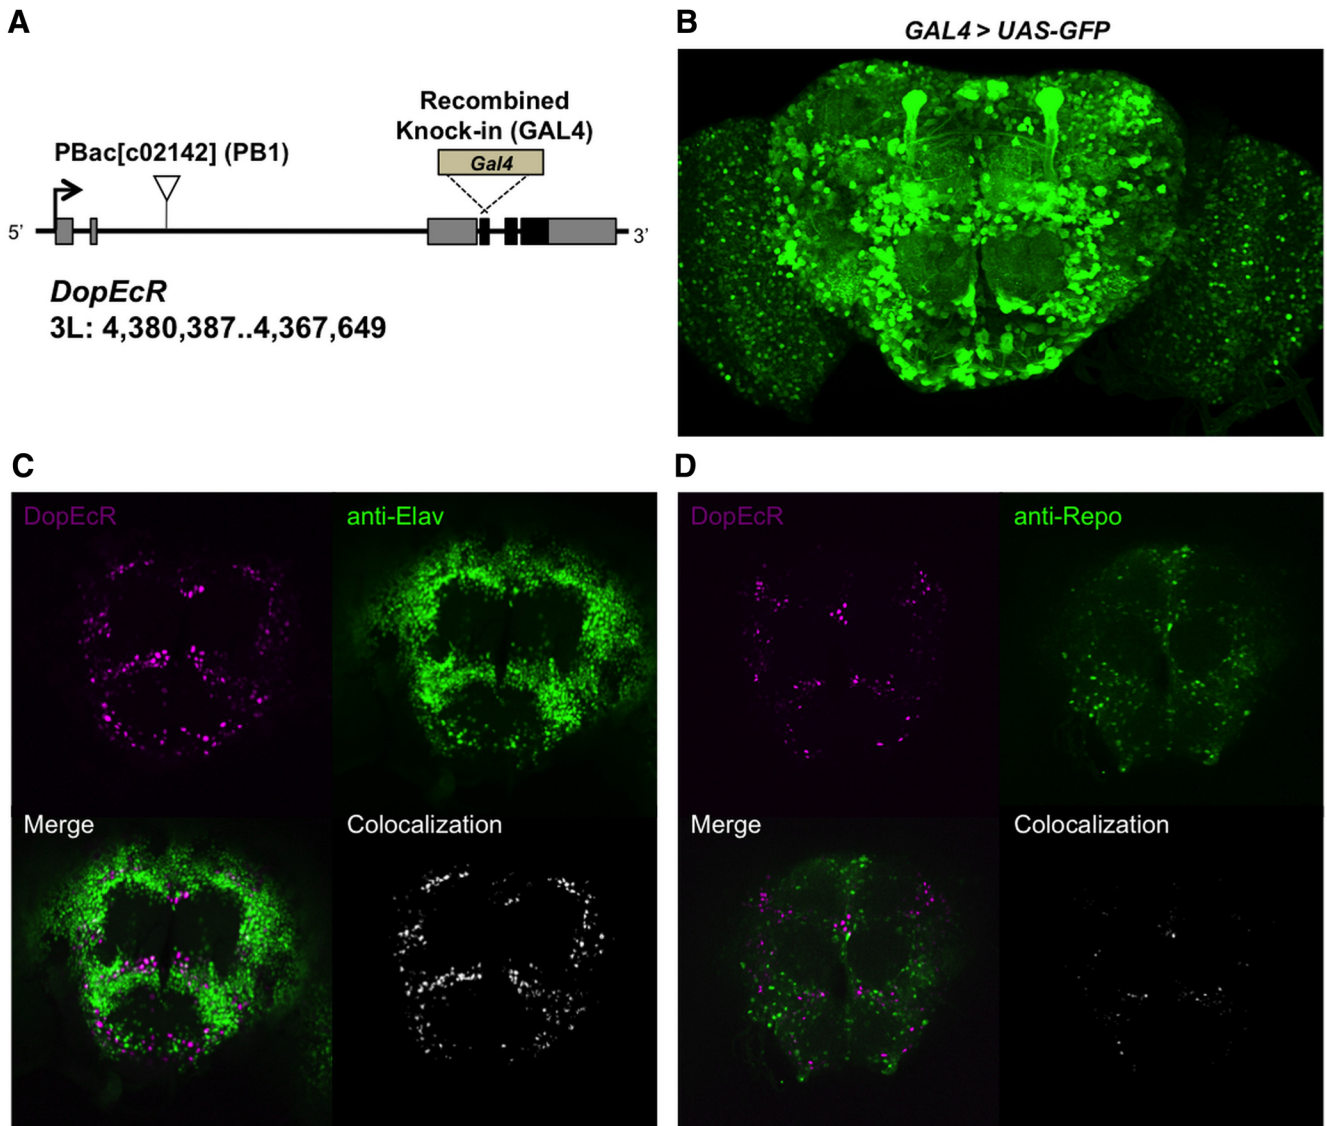 A
Recombined
Knock-in (GAL4)
PBac[c02142] (PB1)
Gal4
5’
3’
DopEcR
3L: 4,380,387..4,367,649
B
GAL4 > UAS-GFP
C
DopEcR
anti-Elav
Merge
Colocalization
D
DopEcR
anti-Repo
Merge
Colocalization